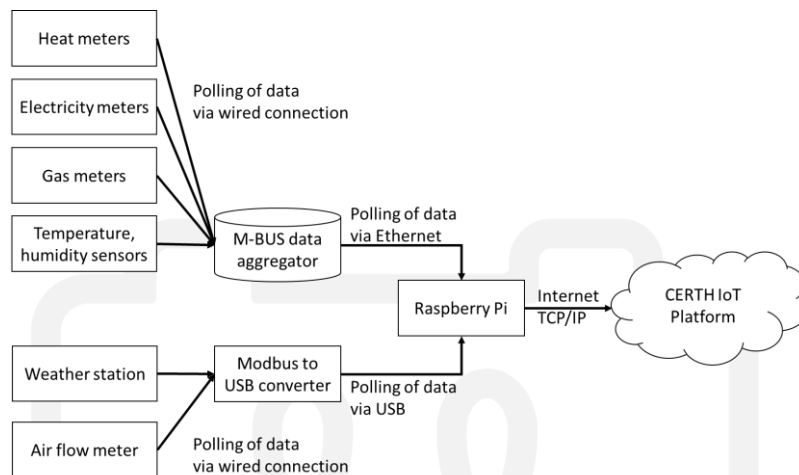 Heat meters
Polling of data
via wired connection
Electricity meters
Gas meters
Temperature,
humidity sensors
M-BUS data
aggregator
Polling of data
via Ethernet
Raspberry Pi
Internet
TCP/IP
CERTH IoT
Platform
Weather station
Modbus to
USB converter
Polling of data
via USB
Air flow meter
Polling of data
via wired connection